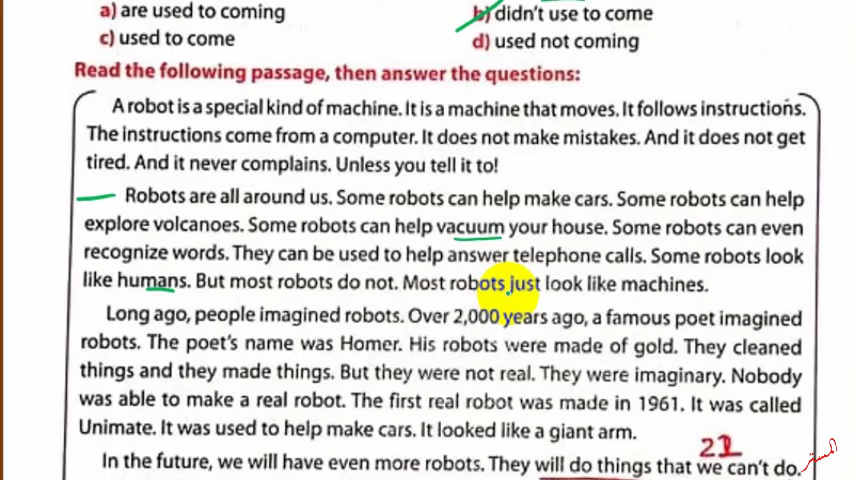 a) are used to coming
b) didn't use to come
c) used to come
d) used not coming
Read the following passage, then answer the questions:
A robot is a special kind of machine. It is a machine that moves. It follows instructions.
The instructions come from a computer. It does not make mistakes. And it does not get
tired. And it never complains. Unless you tell it to!
Robots are all around us. Some robots can help make cars. Some robots can help
explore volcanoes. Some robots can help vacuum your house. Some robots can even
recognize words. They can be used to help answer telephone calls. Some robots look
like humans. But most robots do not. Most robots just look like machines.
Long ago, people imagined robots. Over 2,000 years ago, a famous poet imagined
robots. The poet's name was Homer. His robots were made of gold. They cleaned
things and they made things. But they were not real. They were imaginary. Nobody
was able to make a real robot. The first real robot was made in 1961. It was called
Unimate. It was used to help make cars. It looked like a giant arm.
In the future, we will have even more robots. They will do things that we can't do.